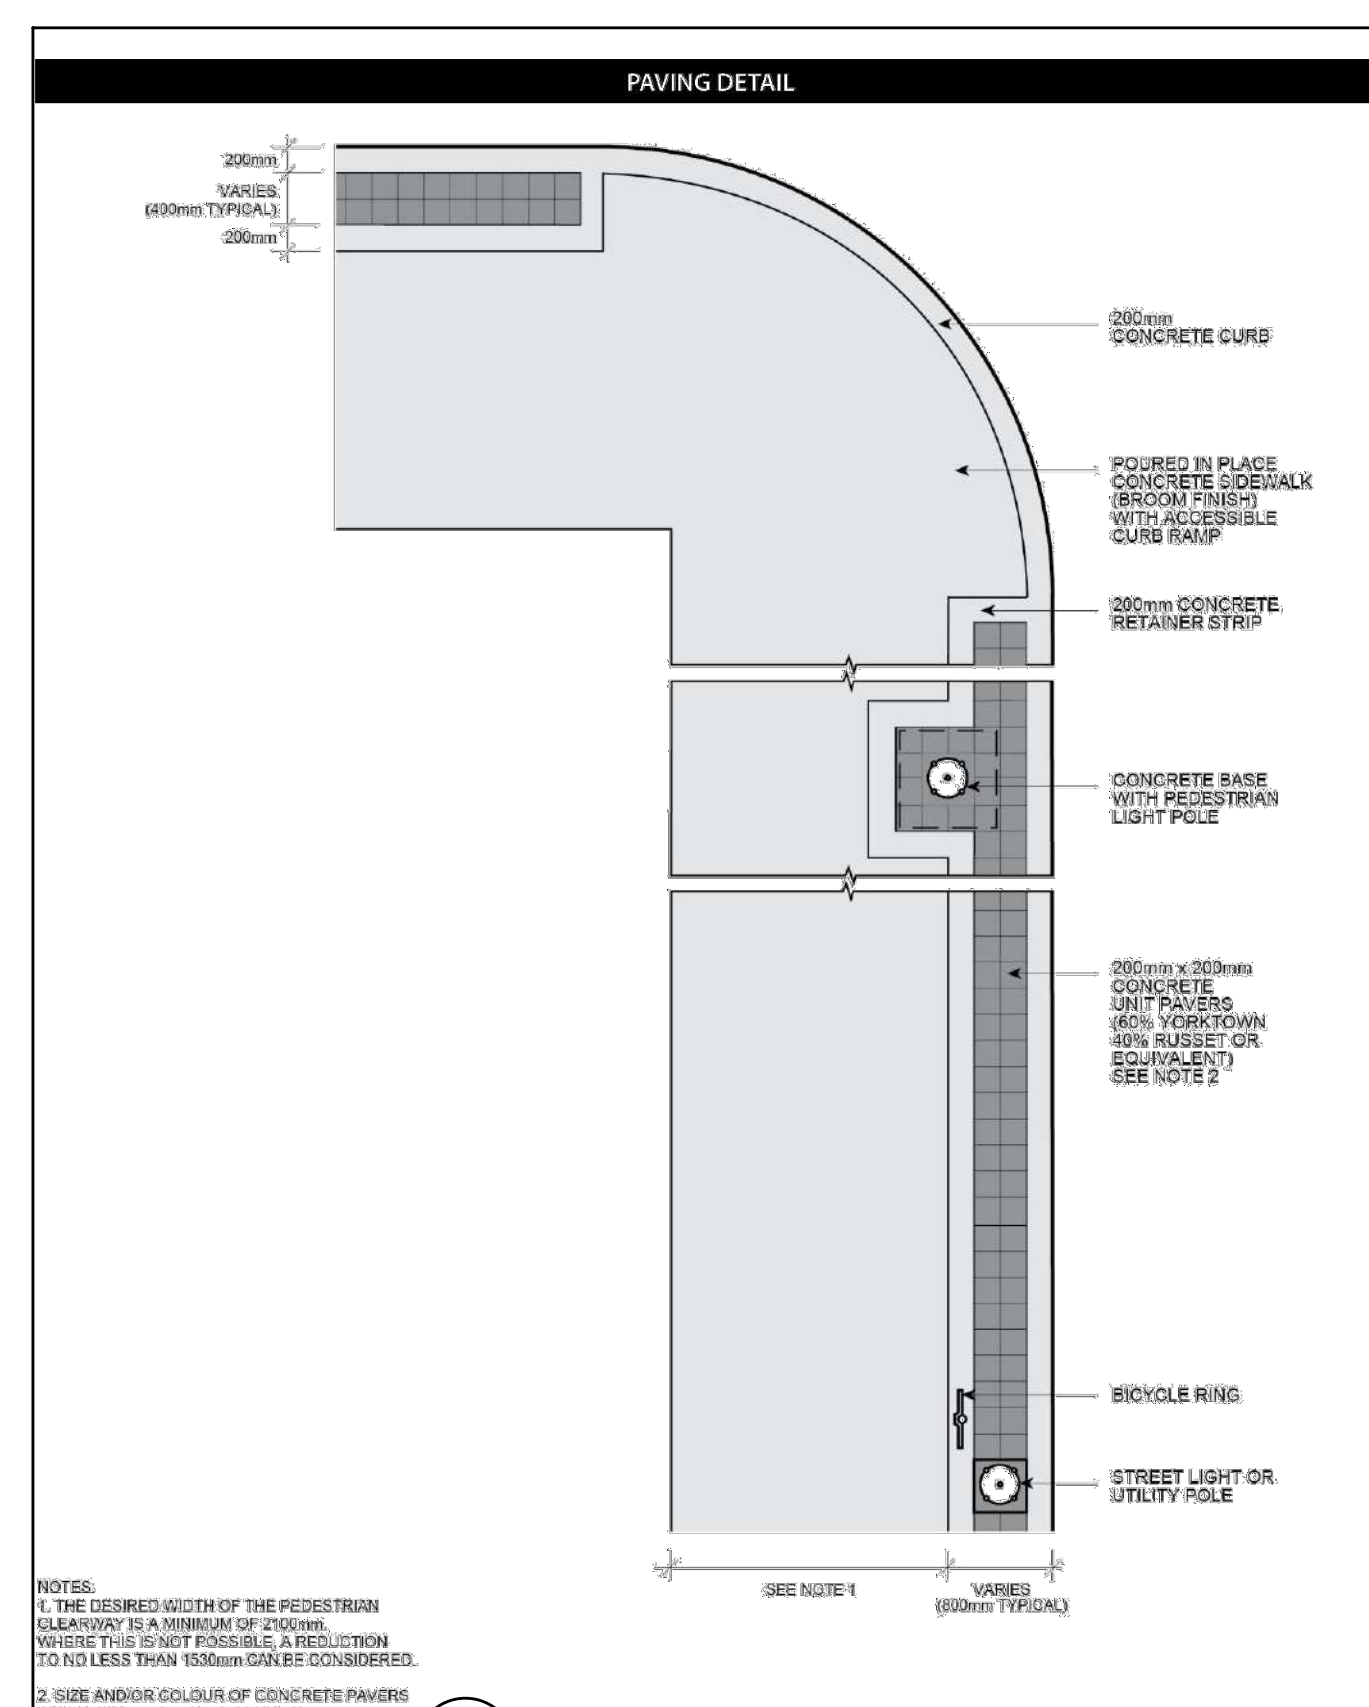 PAVING DETAIL
200mm
VARIES
(400mm TYPICAL)
200mm
200mm
CONCRETE CURB
POURED IN PLACE
CONCRETE SIDEWALK
(BROOM FINISH)
WITH ACCESSIBLE
CURB RAMP
200mm CONCRETE
RETAINER STRIP
CONCRETE BASE
WITH PEDESTRIAN
LIGHT POLE
200mm x 200mm
CONCRETE
UNIT PAVERS
(60% YORKTOWN
40% RUSSET OR
EQUIVALENT)
SEE NOTE 2
BICYCLE RING
STREET LIGHT OR
UTILITY POLE
SEE NOTE 1
VARIES
(800mm TYPICAL)
NOTES:
1. THE DESIRED WIDTH OF THE PEDESTRIAN
CLEARWAY IS A MINIMUM OF 2100mm.
WHERE THIS IS NOT POSSIBLE, A REDUCTION
TO NO LESS THAN 1530mm CAN BE CONSIDERED.
2. SIZE AND/OR COLOUR OF CONCRETE PAVERS